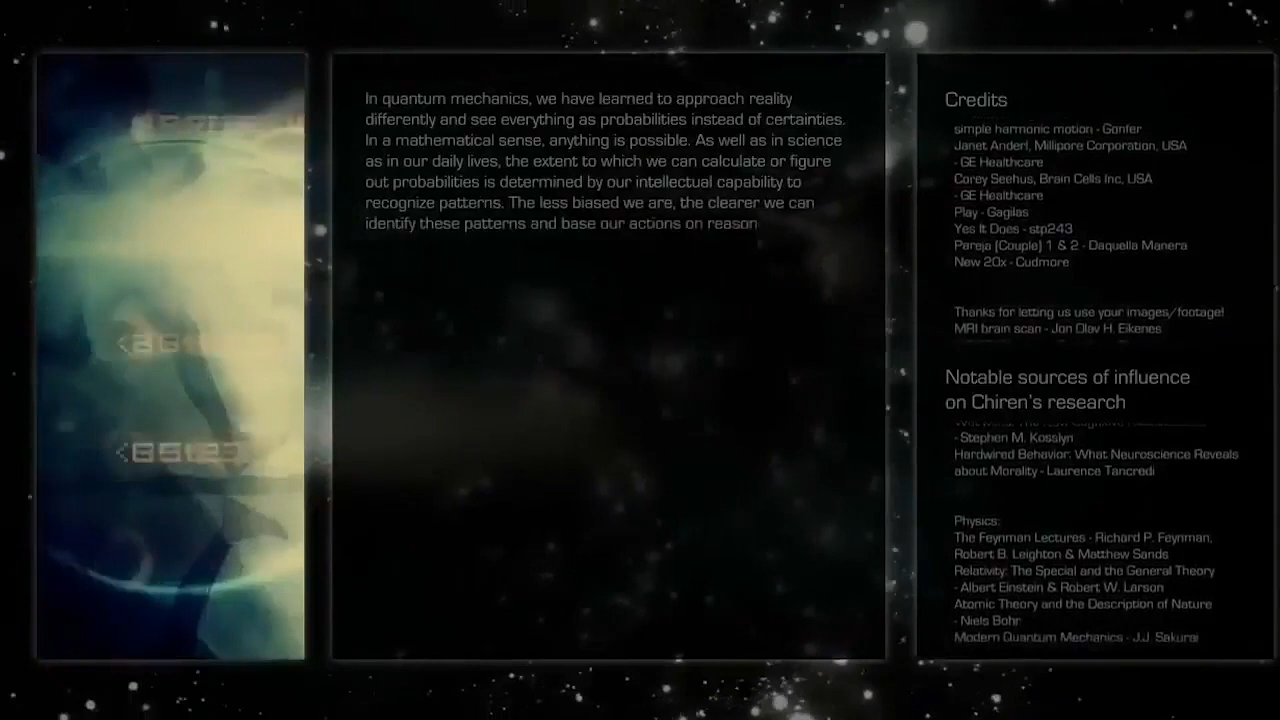 In quantum mechanics, we have learned to approach reality
differently and see everything as probabilities instead of certainties.
In a mathematical sense, anything is possible. As well as in science
as in our daily lives, the extent to which we can calculate or figure
out probabilities is determined by our intellectual capability to
recognize patterns. The less biased we are, the clearer we can
identify these patterns and base our actions on reason
Credits
simple harmonic motion - Gonfer
Janet Anderl, Millipore Corporation, USA
- GE Healthcare
Corey Seehus, Brain Cells Inc, USA
- GE Healthcare
Play - Gagilas
Yes It Does - stp243
Pareja (Couple) 1 & 2 - Daquella Manera
New 20x - Cudmore
Thanks for letting us use your images/footage!
MRI brain scan - Jon Olav H. Eikenes
Notable sources of influence
on Chiren's research
- Stephen M. Kosslyn
Hardwired Behavior: What Neuroscience Reveals
about Morality - Laurence Tancredi
Physics:
The Feynman Lectures - Richard P. Feynman,
Robert B. Leighton & Matthew Sands
Relativity: The Special and the General Theory
- Albert Einstein & Robert W. Larson
Atomic Theory and the Description of Nature
- Niels Bohr
Modern Quantum Mechanics - J.J. Sakurai